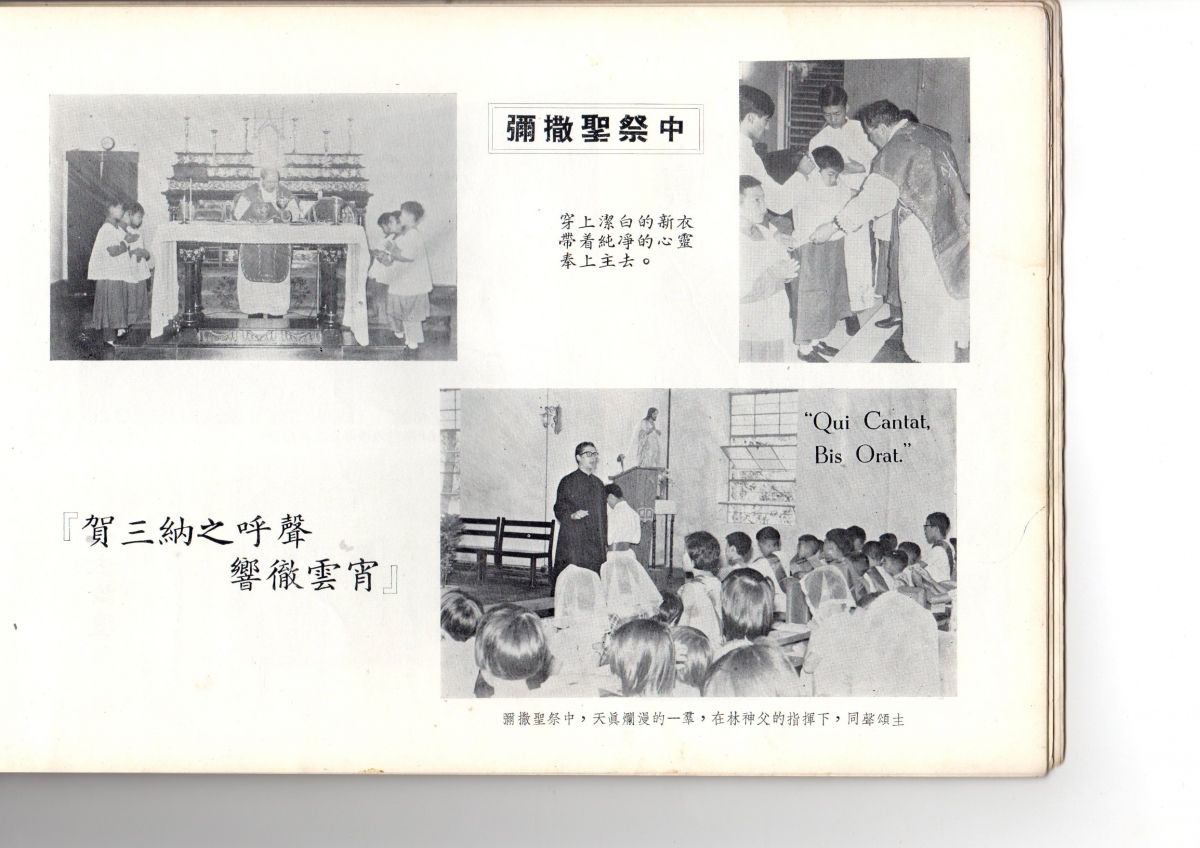 彌撒聖祭中
穿上潔白的新衣
帶着純凈的心靈
奉上主去。
“Qui Cantat,
Bis Orat.”
『賀三納之呼聲
響徹雲宵』
彌撒聖祭中，天眞爛漫的一羣，在林神父的指揮下，同聲頌主